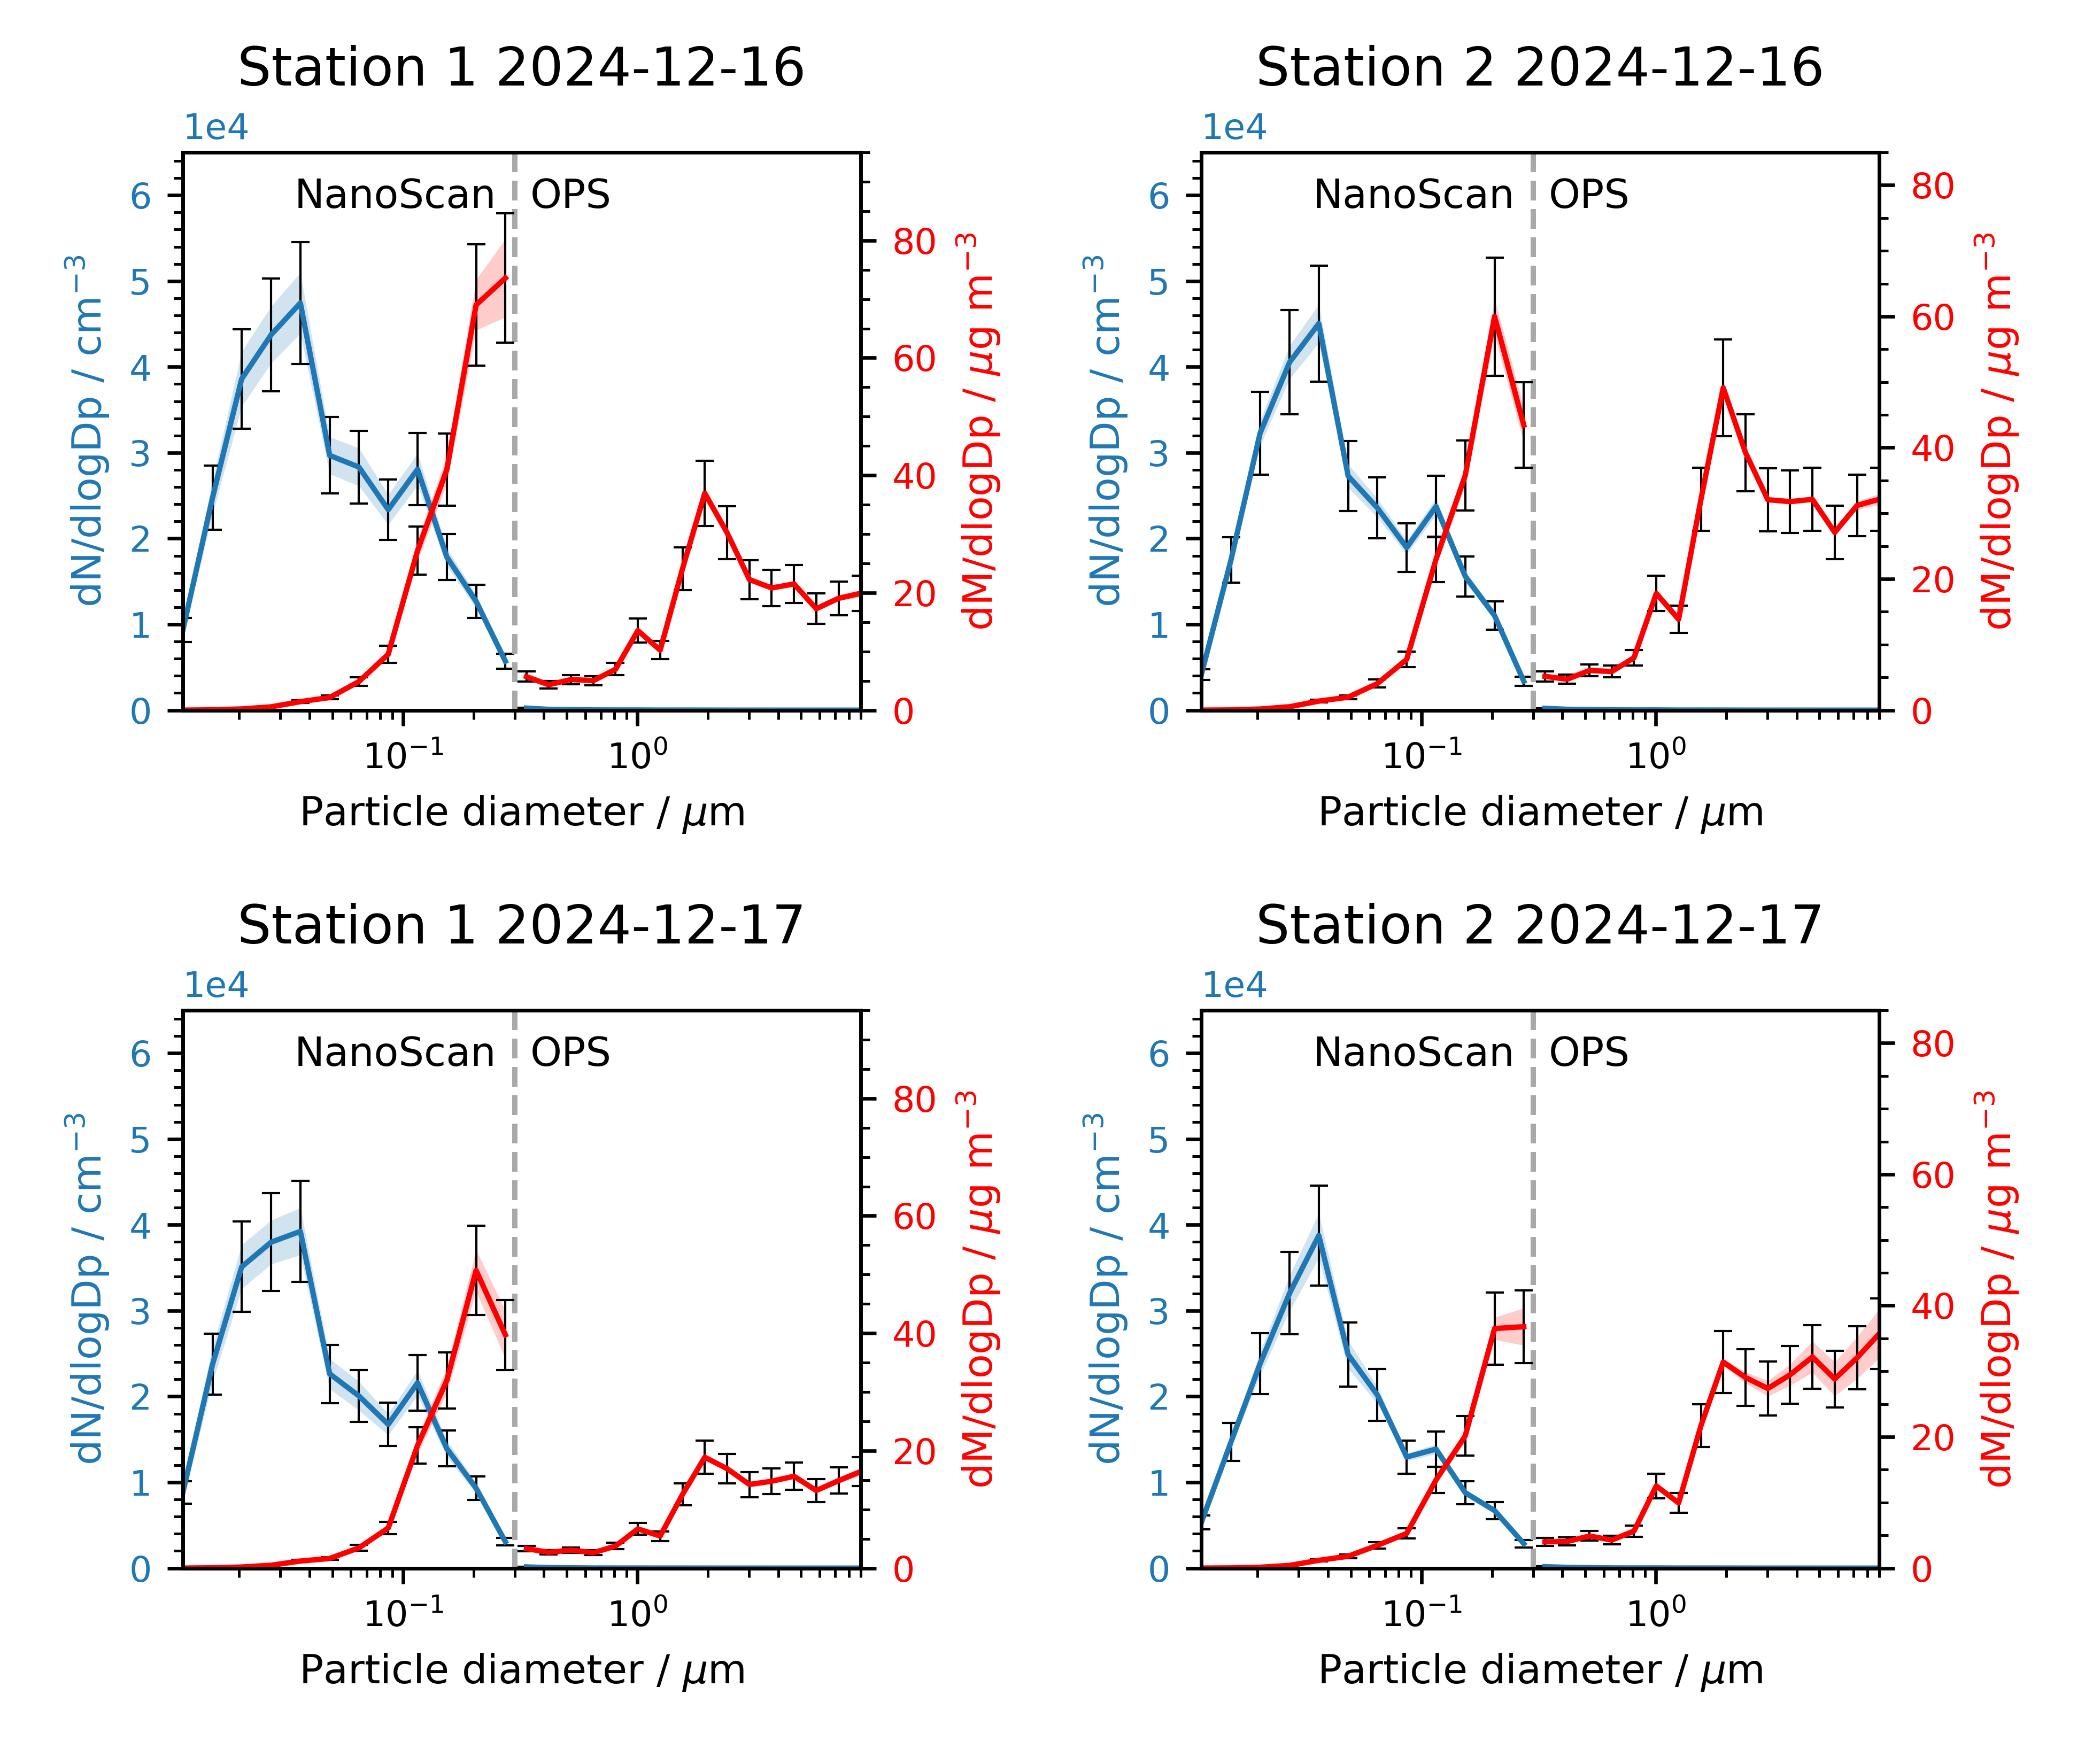 Station 1 2024-12-16
1e4
NanoScan OPS
dN/dlogDp / cm⁻³
6
5
4
3
2
1
0
80
60
40
20
0
dM/dlogDp / μg m⁻³
10⁻¹ 10⁰
Particle diameter / μm
Station 2 2024-12-16
1e4
NanoScan OPS
dN/dlogDp / cm⁻³
6
5
4
3
2
1
0
80
60
40
20
0
dM/dlogDp / μg m⁻³
10⁻¹ 10⁰
Particle diameter / μm
Station 1 2024-12-17
1e4
NanoScan OPS
dN/dlogDp / cm⁻³
6
5
4
3
2
1
0
80
60
40
20
0
dM/dlogDp / μg m⁻³
10⁻¹ 10⁰
Particle diameter / μm
Station 2 2024-12-17
1e4
NanoScan OPS
dN/dlogDp / cm⁻³
6
5
4
3
2
1
0
80
60
40
20
0
dM/dlogDp / μg m⁻³
10⁻¹ 10⁰
Particle diameter / μm